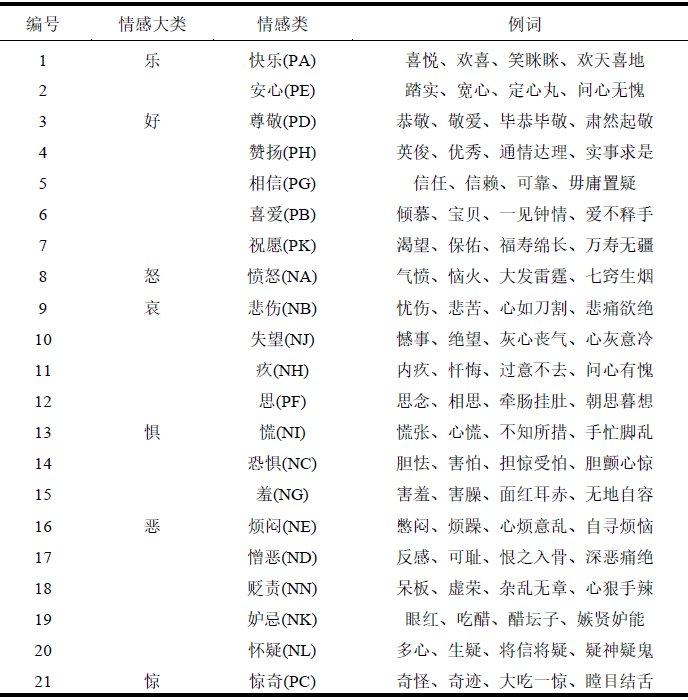 编号 情感大类 情感类 例词
1 乐 快乐(PA) 喜悦、欢喜、笑眯眯、欢天喜地
2 安心(PE) 踏实、宽心、定心丸、问心无愧
3 好 尊敬(PD) 恭敬、敬爱、毕恭毕敬、肃然起敬
4 赞扬(PH) 英俊、优秀、通情达理、实事求是
5 相信(PG) 信任、信赖、可靠、毋庸置疑
6 喜爱(PB) 倾慕、宝贝、一见钟情、爱不释手
7 祝愿(PK) 渴望、保佑、福寿绵长、万寿无疆
8 怒 愤怒(NA) 气愤、恼火、大发雷霆、七窍生烟
9 哀 悲伤(NB) 忧伤、悲苦、心如刀割、悲痛欲绝
10 失望(NJ) 憾事、绝望、灰心丧气、心灰意冷
11 疚(NH) 内疚、忏悔、过意不去、问心有愧
12 思(PF) 思念、相思、牵肠挂肚、朝思暮想
13 惧 慌(NI) 慌张、心慌、不知所措、手忙脚乱
14 恐惧(NC) 胆怯、害怕、担惊受怕、胆颤心惊
15 羞(NG) 害羞、害臊、面红耳赤、无地自容
16 恶 烦闷(NE) 憋闷、烦躁、心烦意乱、自寻烦恼
17 憎恶(ND) 反感、可耻、恨之入骨、深恶痛绝
18 贬责(NN) 呆板、虚荣、杂乱无章、心狠手辣
19 妒忌(NK) 眼红、吃醋、醋坛子、嫉贤妒能
20 怀疑(NL) 多心、生疑、将信将疑、疑神疑鬼
21 惊 惊奇(PC) 奇怪、奇迹、大吃一惊、瞠目结舌